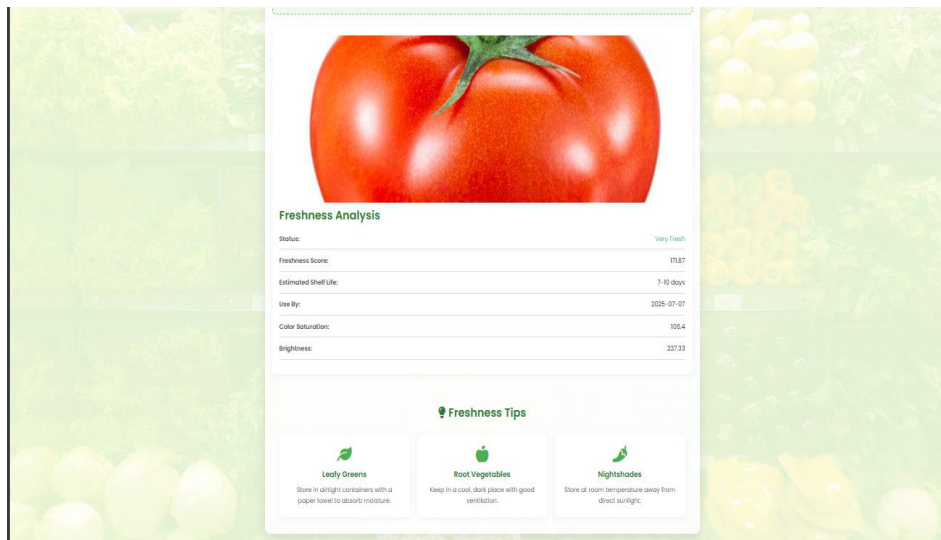 Freshness Analysis
Status: Very Fresh
Freshness Score: 171.87
Estimated Shelf Life: 7-10 days
Use By: 2025-07-07
Color Saturation: 106.4
Brightness: 237.33
Freshness Tips
Leafy Greens
Store in airtight containers with a
paper towel to absorb moisture.
Root Vegetables
Keep in a cool, dark place with good
ventilation.
Nightshades
Store at room temperature away from
direct sunlight.